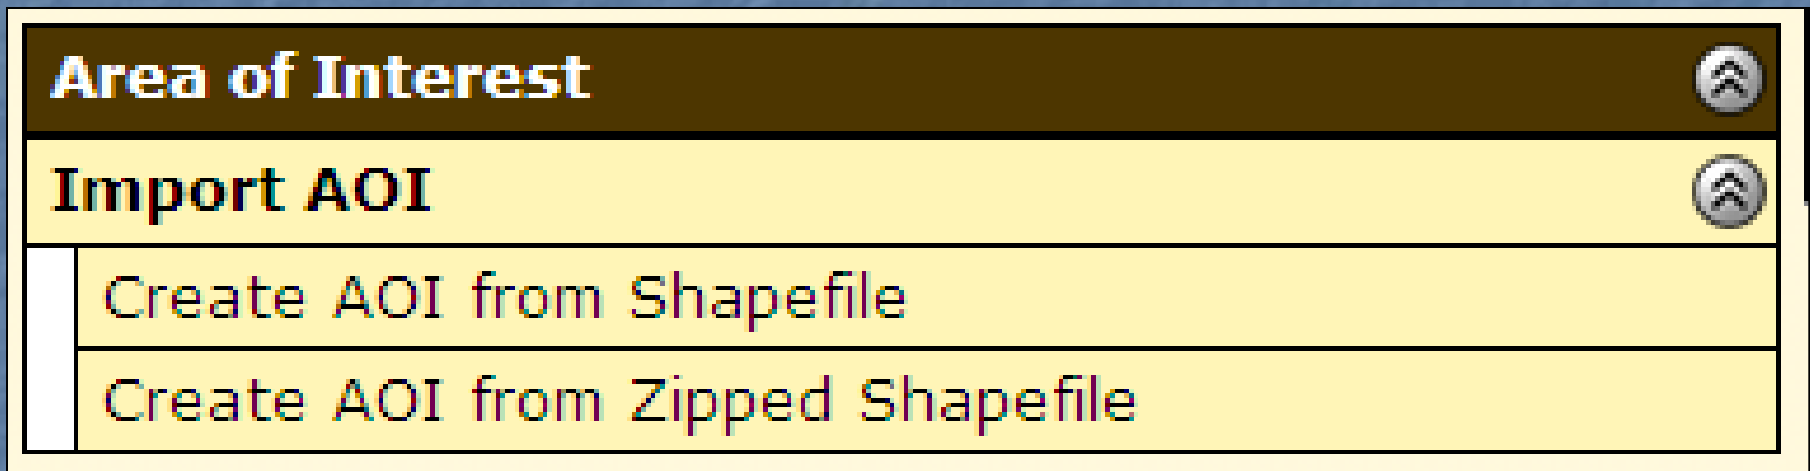 Area of Interest
Import AOI
Create AOI from Shapefile
Create AOI from Zipped Shapefile